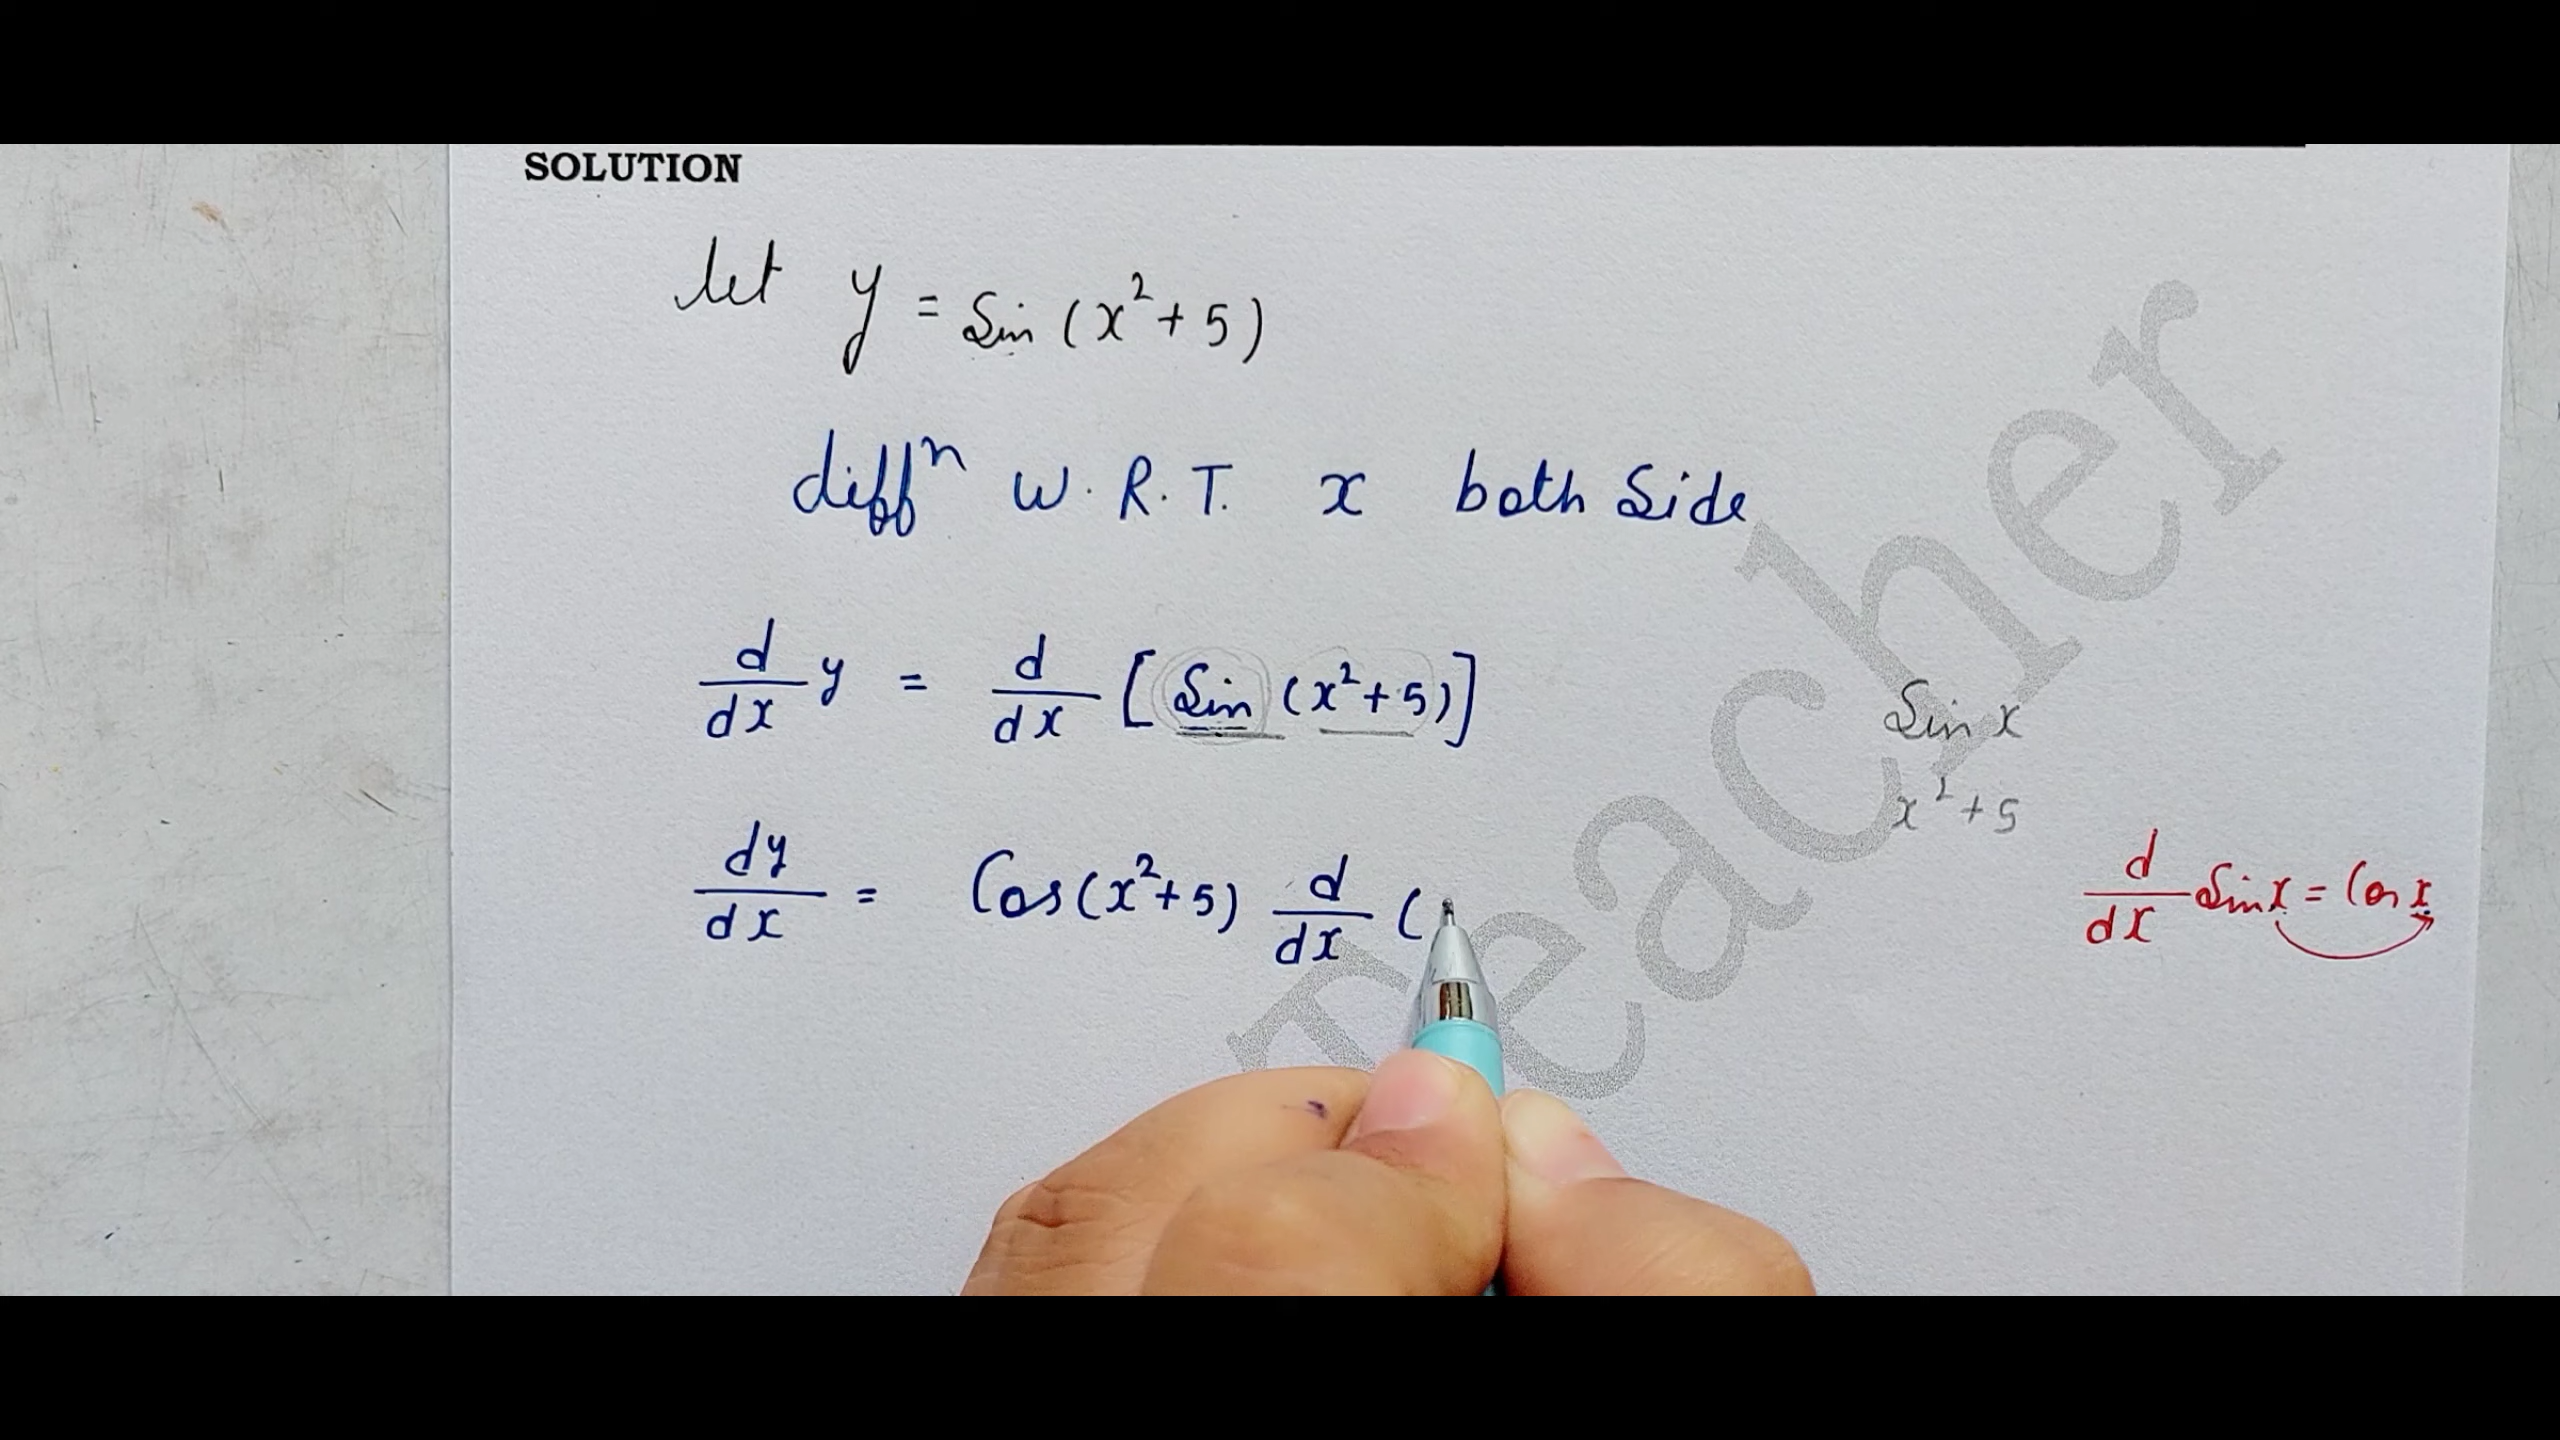 SOLUTION
let y = Sin (x² + 5)
diffⁿ W.R.T. x both Side
d/dx y = d/dx [Sin (x² + 5)]
Sin x
x² + 5
dy/dx = Cos(x²+5) d/dx (
d/dx Sin x = Cos x
Teacher